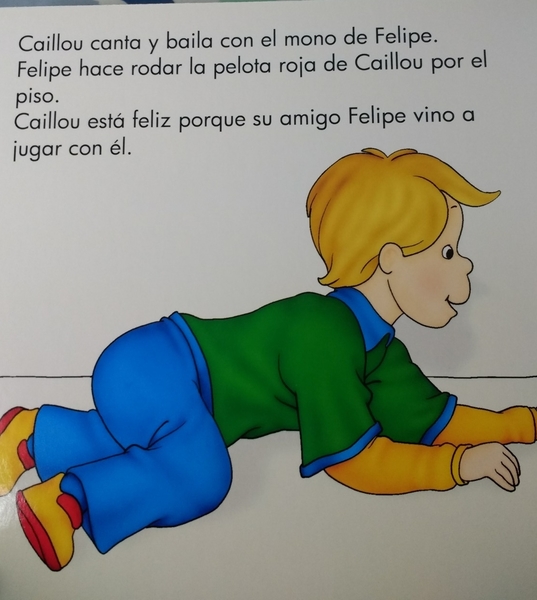 Caillou canta y baila con el mono de Felipe.
Felipe hace rodar la pelota roja de Caillou por el
piso.
Caillou está feliz porque su amigo Felipe vino a
jugar con él.